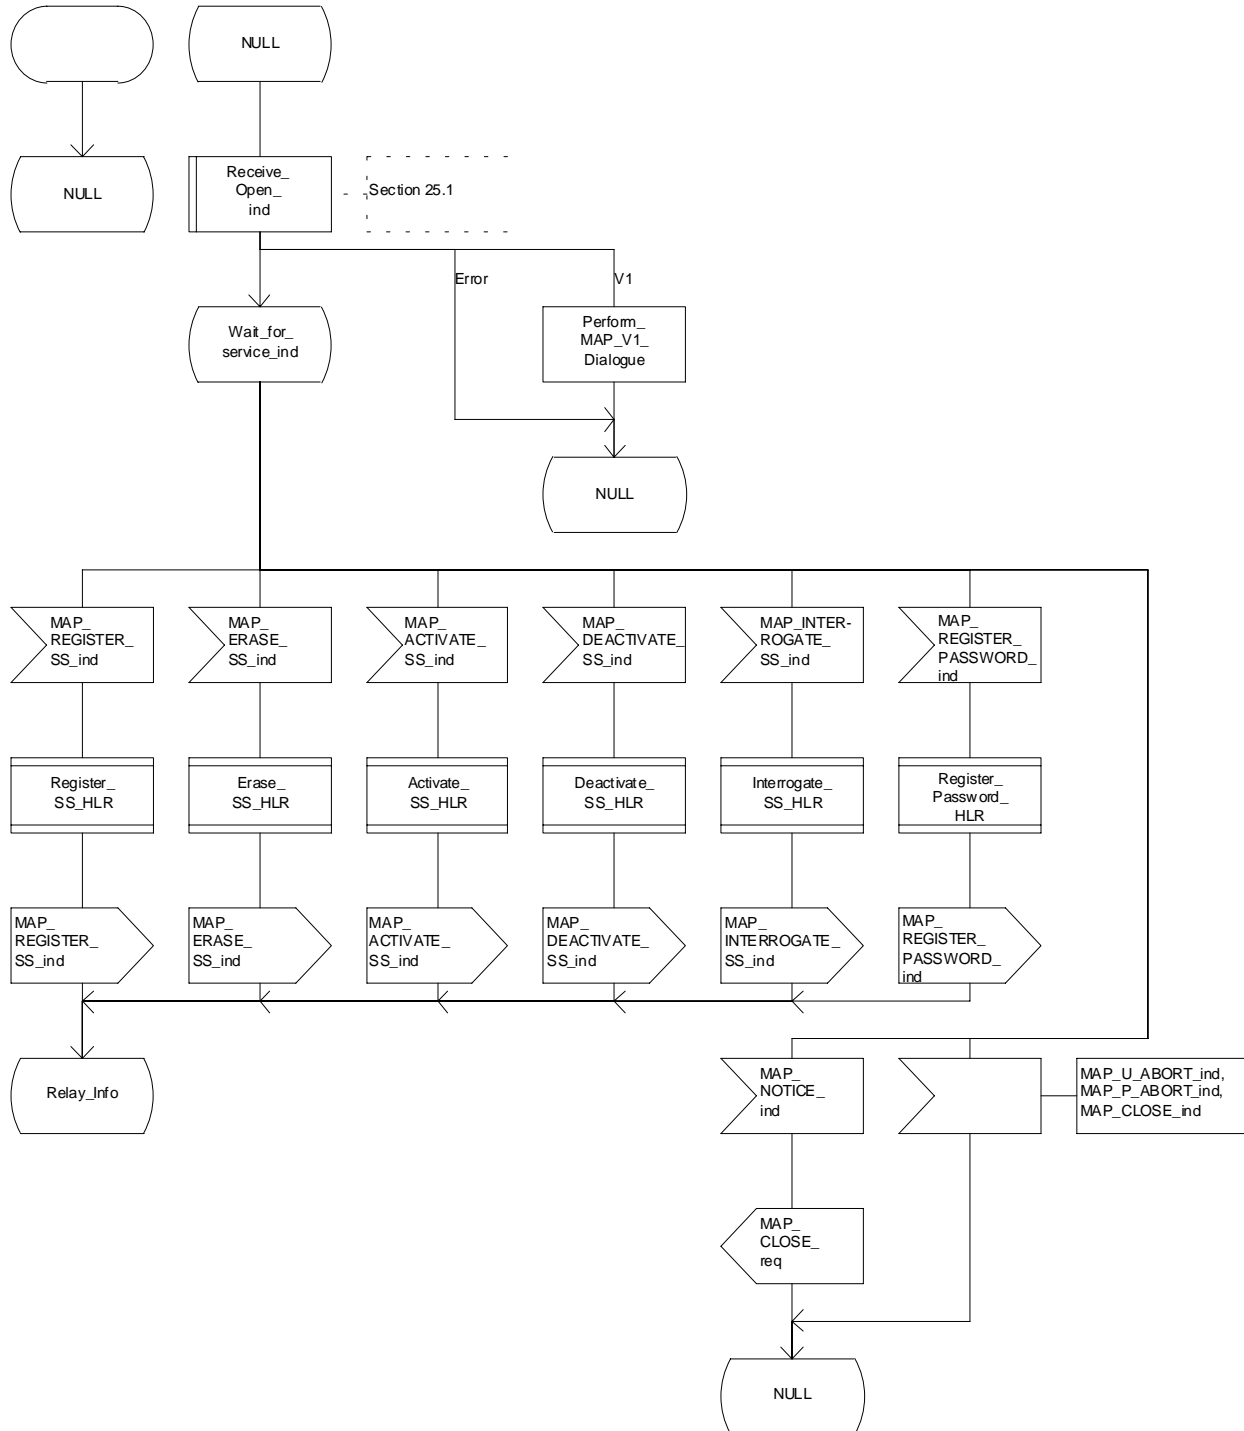 NULL
NULL
Receive_
Open_
ind
Section 25.1
Error
V1
Wait_for_
service_ind
Perform_
MAP_V1_
Dialogue
NULL
MAP_
REGISTER_
SS_ind
MAP_
ERASE_
SS_ind
MAP_
ACTIVATE_
SS_ind
MAP_
DEACTIVATE_
SS_ind
MAP_INTER-
ROGATE_
SS_ind
MAP_
REGISTER_
PASSWORD_
ind
Register_
SS_HLR
Erase_
SS_HLR
Activate_
SS_HLR
Deactivate_
SS_HLR
Interrogate_
SS_HLR
Register_
Password_
HLR
MAP_
REGISTER_
SS_ind
MAP_
ERASE_
SS_ind
MAP_
ACTIVATE_
SS_ind
MAP_
DEACTIVATE_
SS_ind
MAP_
INTERROGATE_
SS_ind
MAP_
REGISTER_
PASSWORD_
ind
Relay_Info
MAP_
NOTICE_
ind
MAP_U_ABORT_ind,
MAP_P_ABORT_ind,
MAP_CLOSE_ind
MAP_
CLOSE_
req
NULL